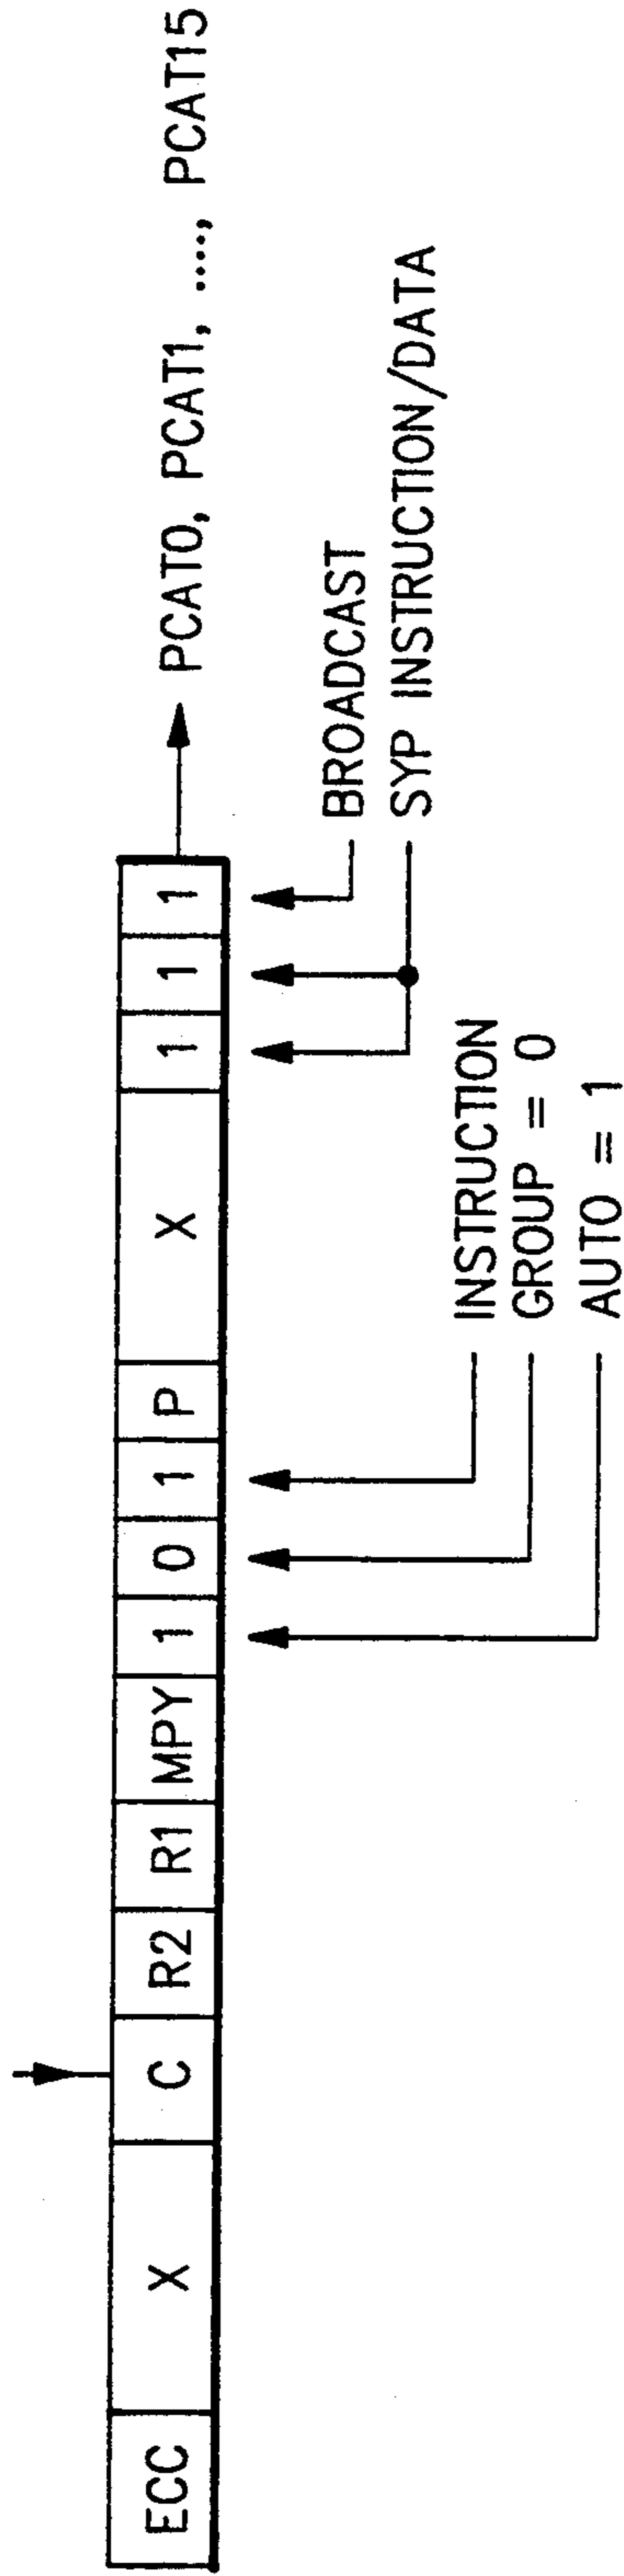 ECC X C R2 R1 MPY 1 0 1 P X 1 1 1 PCAT0, PCAT1, ...., PCAT15
BROADCAST
SYP INSTRUCTION/DATA
INSTRUCTION
GROUP = 0
AUTO = 1